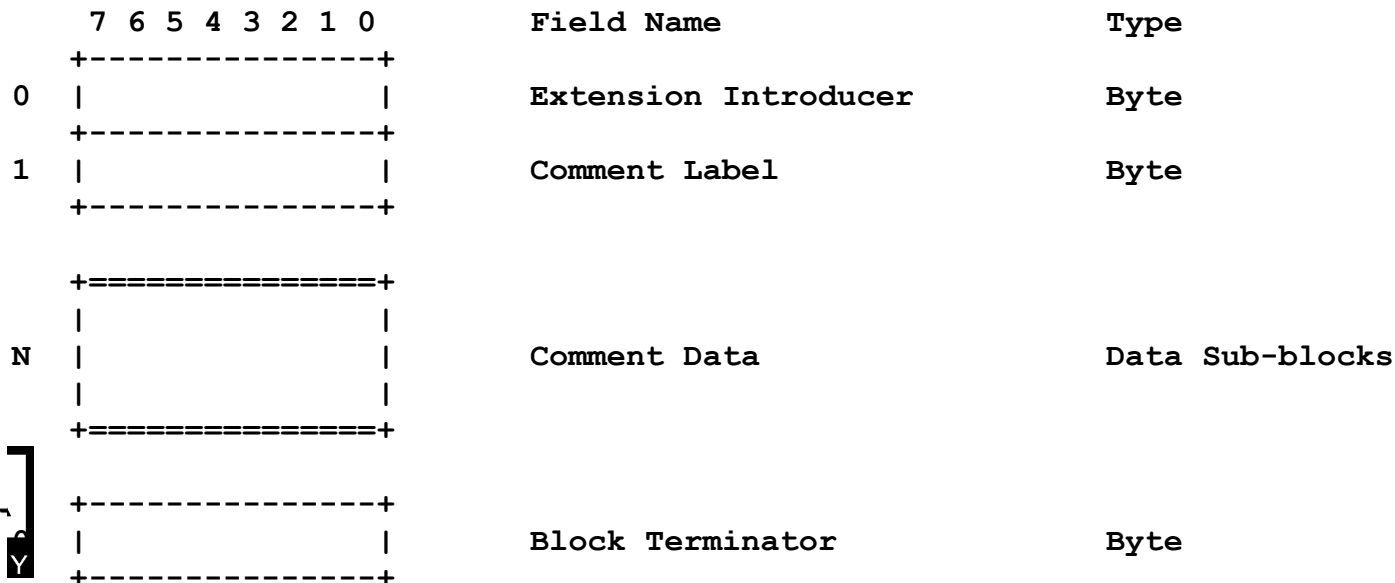 7 6 5 4 3 2 1 0 Field Name Type
+---------------+
0 | | Extension Introducer Byte
+---------------+
1 | | Comment Label Byte
+---------------+
+===============+
| |
N | | Comment Data Data Sub-blocks
| |
+===============+
+---------------+
| | Block Terminator Byte
+---------------+
Y